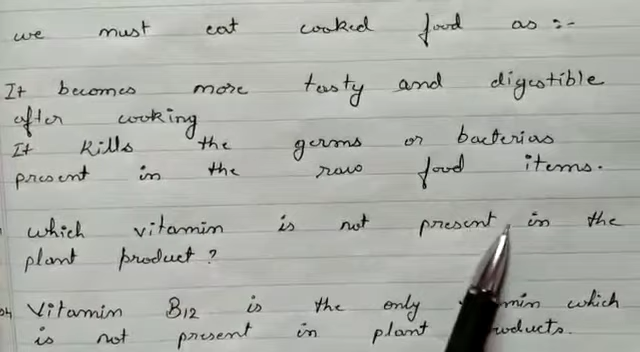 we must eat cooked food as :-
It becomes more tasty and digestible
after cooking
It kills the germs or bacterias
present in the raw food items.
which vitamin is not present in the
plant product?
Vitamin B12 is the only which
is not present in plant